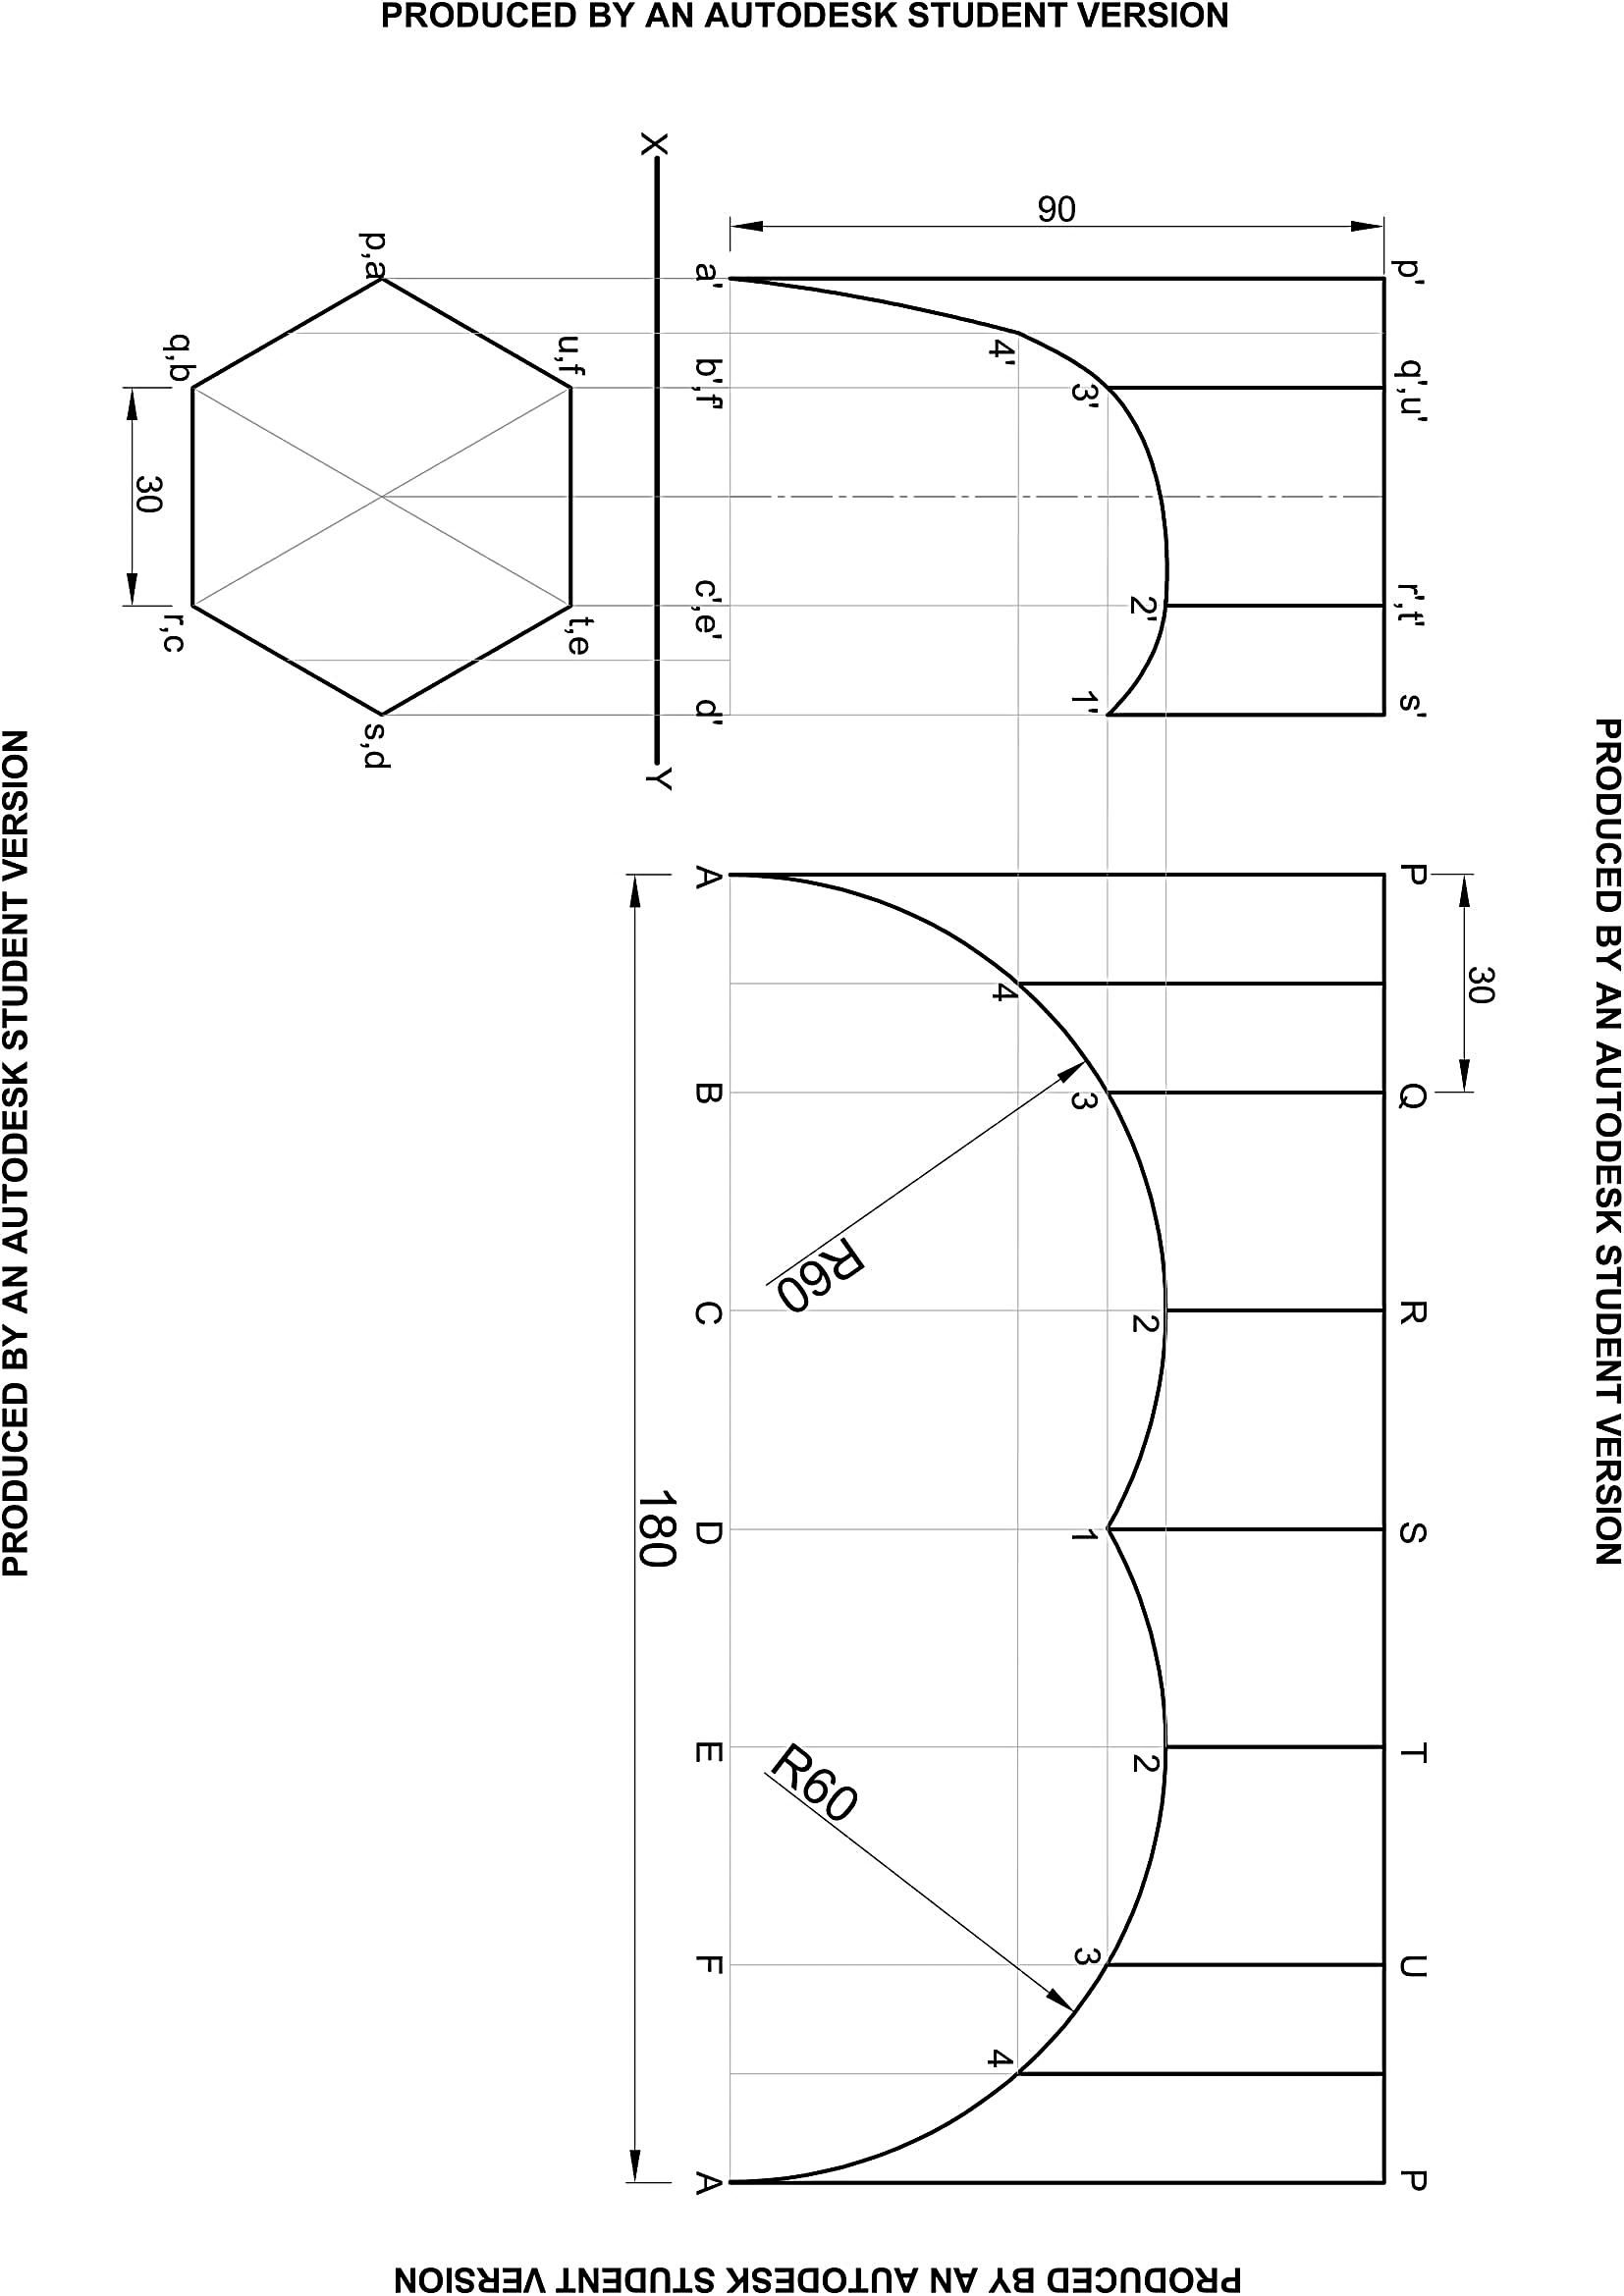 PRODUCED BY AN AUTODESK STUDENT VERSION
PRODUCED BY AN AUTODESK STUDENT VERSION
PRODUCED BY AN AUTODESK STUDENT VERSION
PRODUCED BY AN AUTODESK STUDENT VERSION
p' q',u' r',t' s'
P Q R S T U P
90
30
4' 3' 2' 1'
4 3 2 1 2 3 4
R60
R60
a' b',f' c',e' d'
A B C D E F A
X Y
180
u,f t,e
p,a s,d
q,b r,c
30